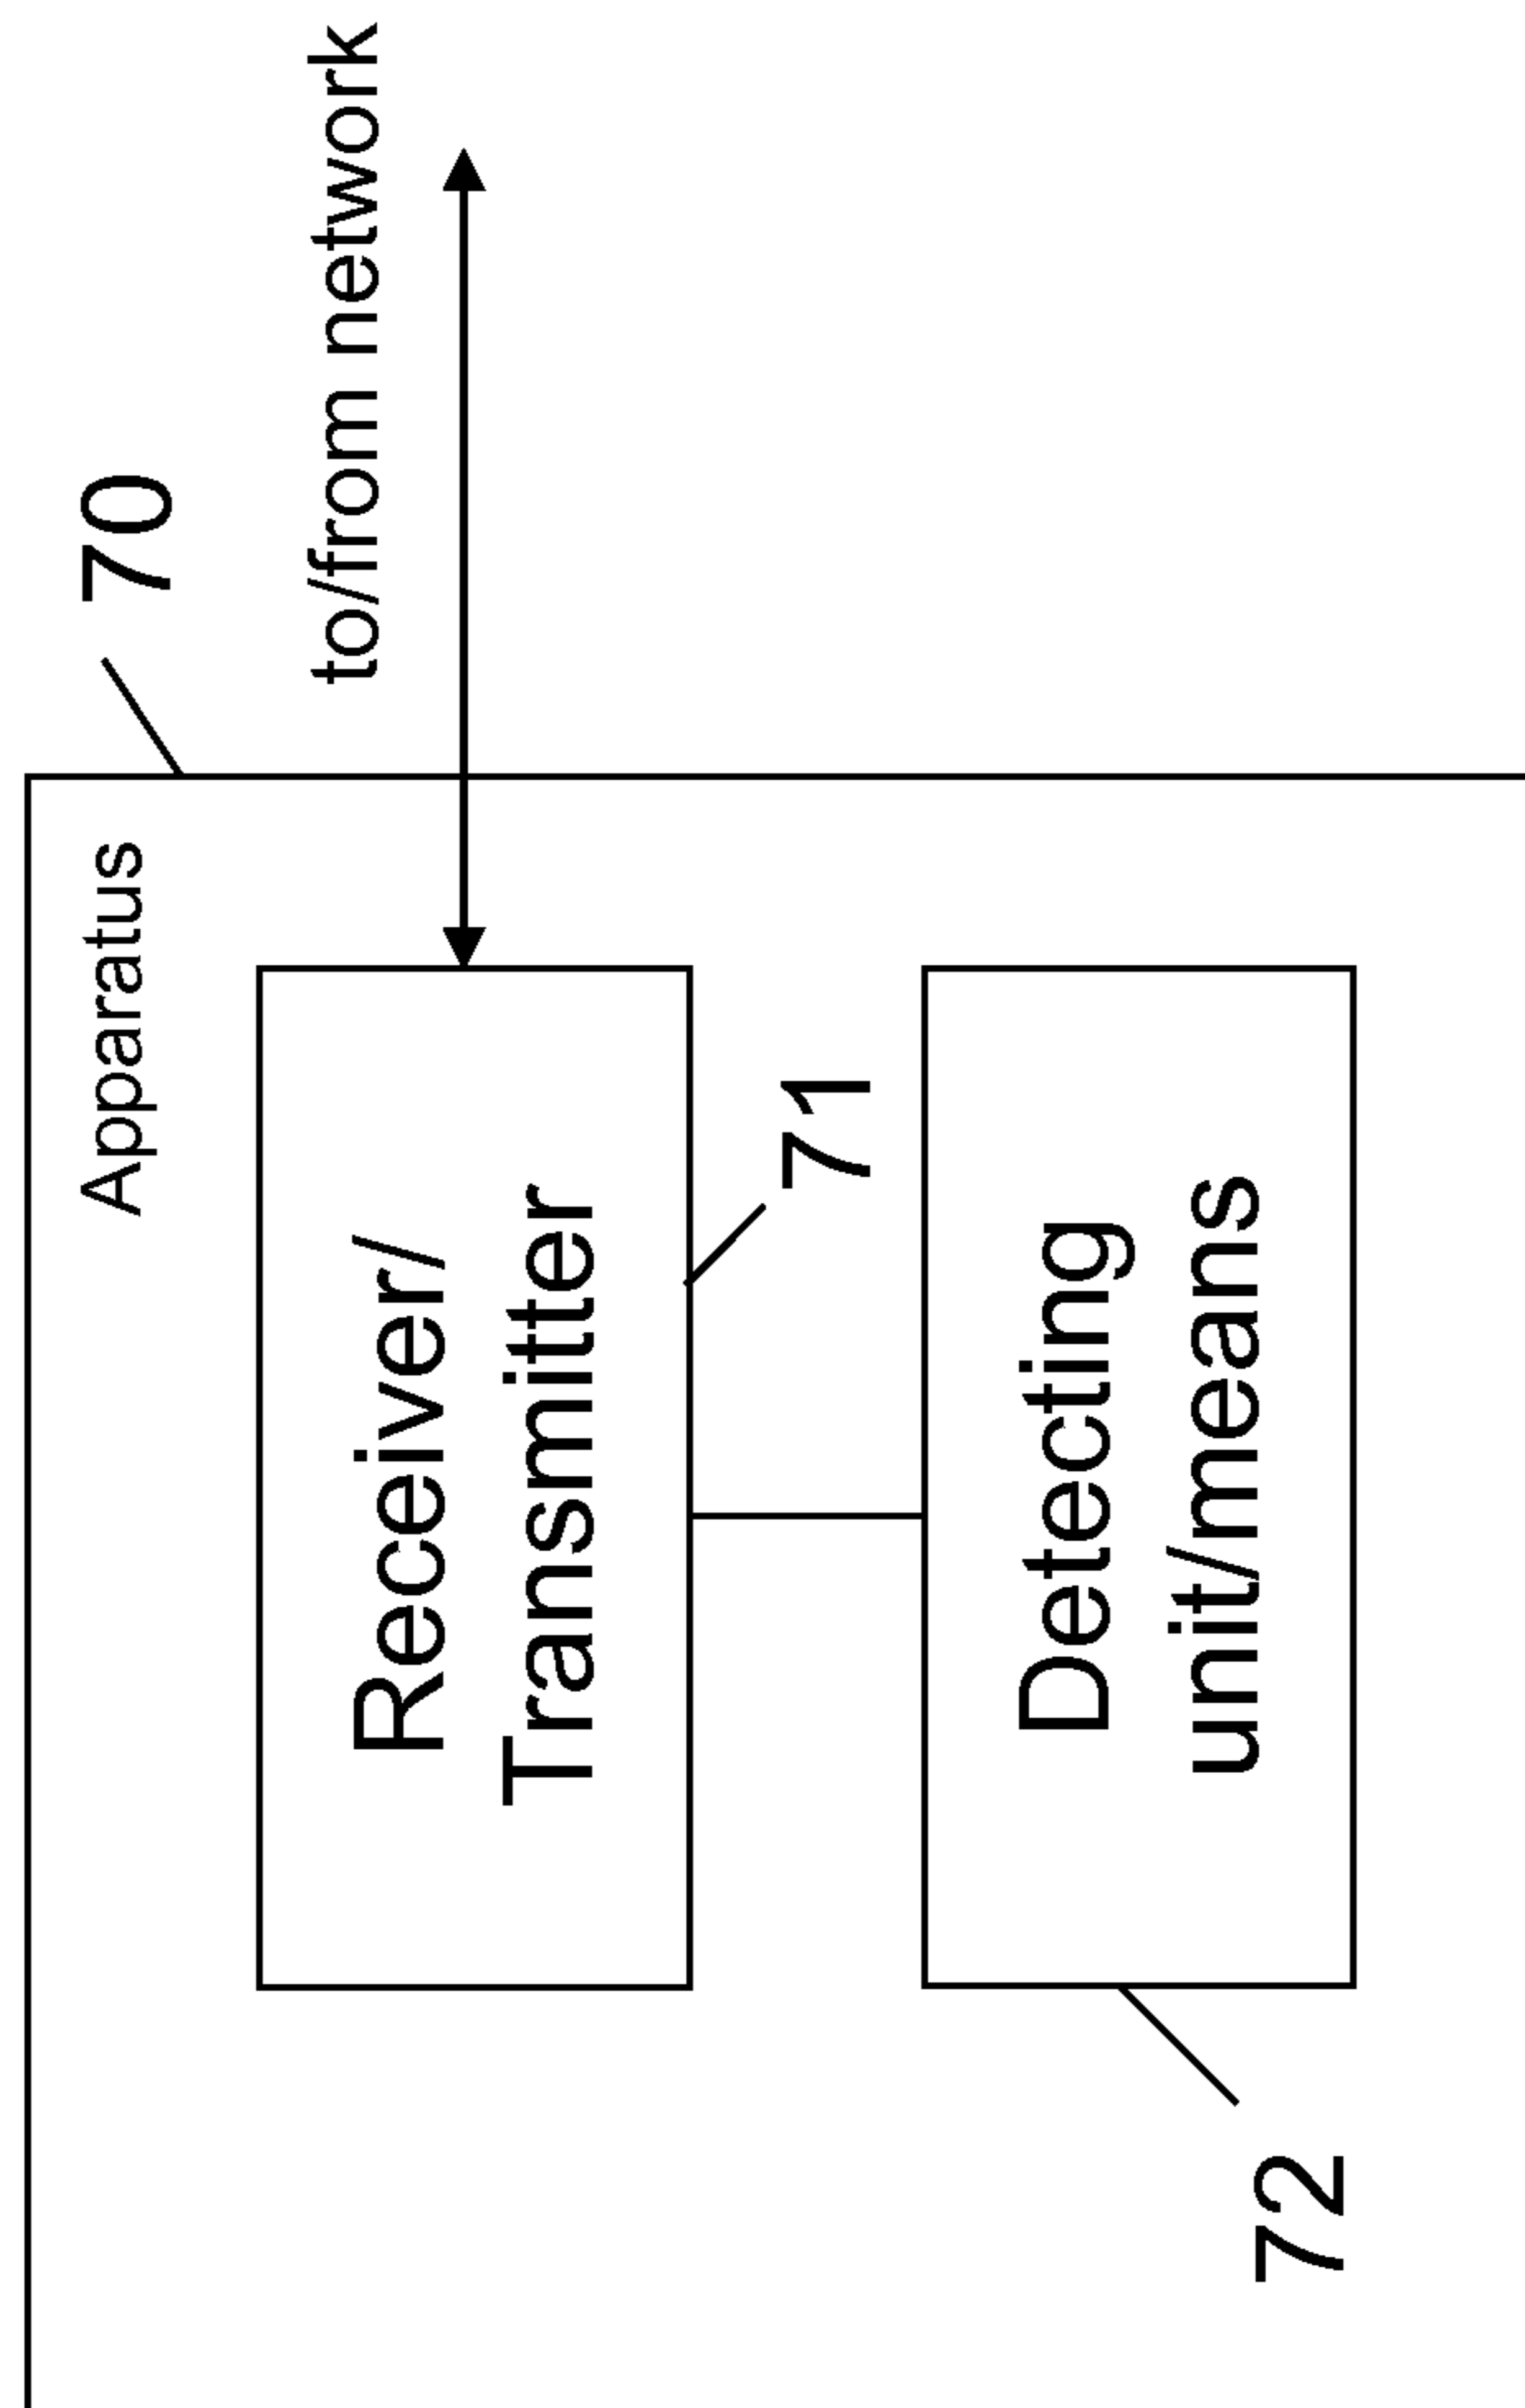 70
Apparatus
to/from network
Receiver/
Transmitter
71
Detecting
unit/means
72